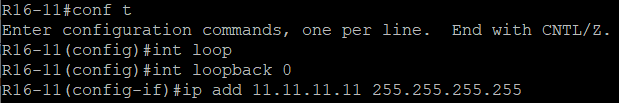 R16-11#conf t
Enter configuration commands, one per line.  End with CNTL/Z.
R16-11(config)#int loop
R16-11(config)#int loopback 0
R16-11(config-if)#ip add 11.11.11.11 255.255.255.255